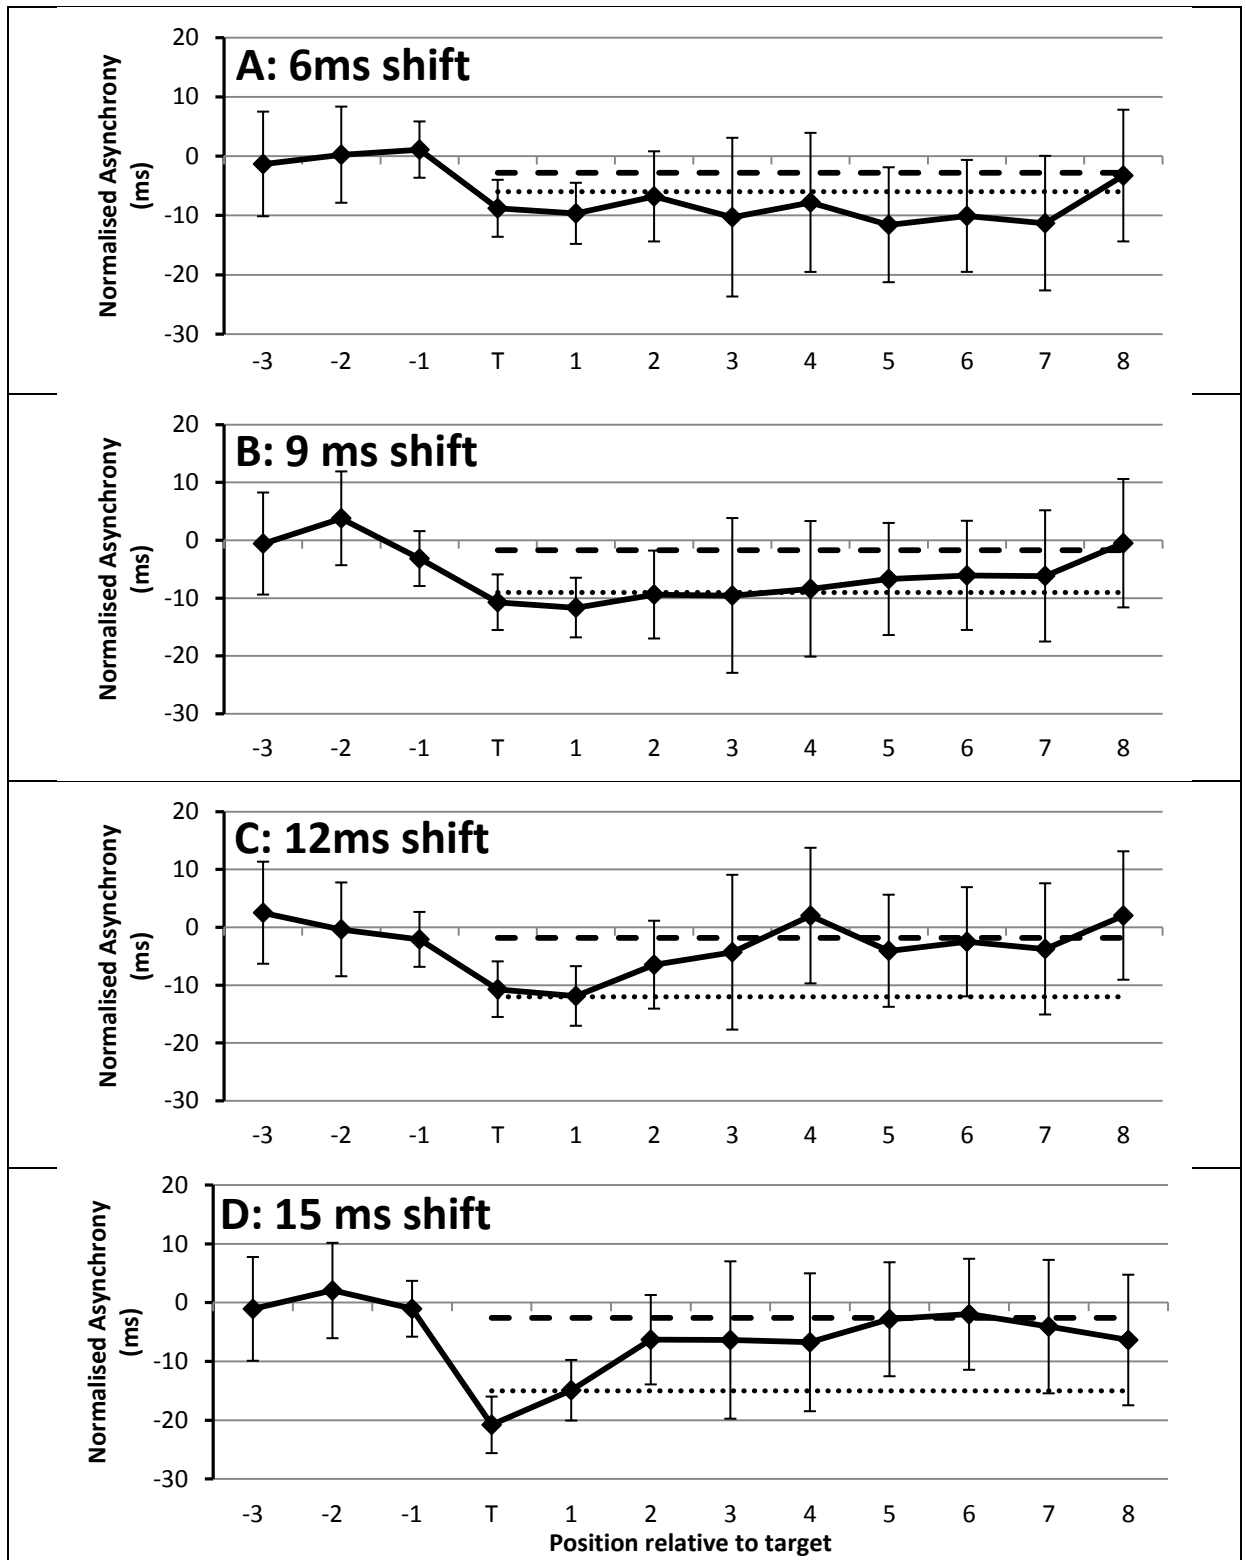 A: 6ms shift
Normalised Asynchrony
(ms)
20
10
0
-10
-20
-30
-3 -2 -1 T 1 2 3 4 5 6 7 8
B: 9 ms shift
Normalised Asynchrony
(ms)
20
10
0
-10
-20
-30
-3 -2 -1 T 1 2 3 4 5 6 7 8
C: 12ms shift
Normalised Asynchrony
(ms)
20
10
0
-10
-20
-30
-3 -2 -1 T 1 2 3 4 5 6 7 8
D: 15 ms shift
Normalised Asynchrony
(ms)
20
10
0
-10
-20
-30
-3 -2 -1 T 1 2 3 4 5 6 7 8
Position relative to target